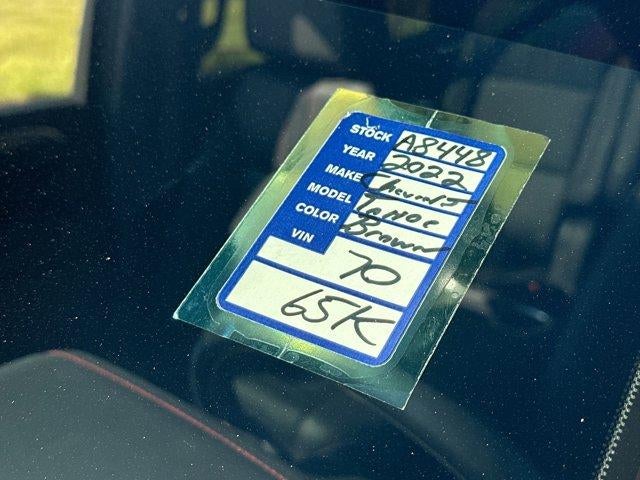 STOCK A8448
YEAR 2022
MAKE Chevrolet
MODEL Tahoe
COLOR Brown
VIN
70
65K